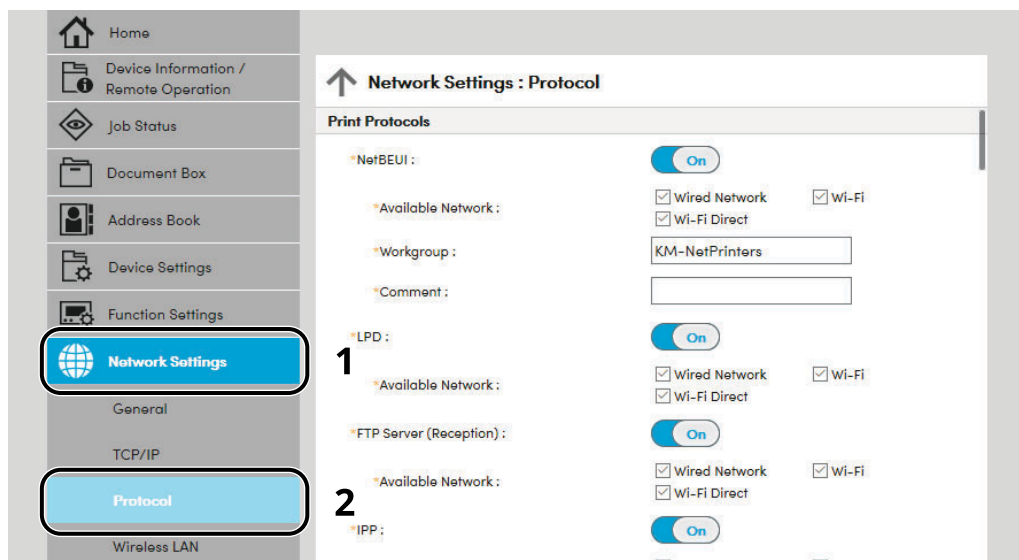 Home
Device Information /
Remote Operation
Job Status
Document Box
Address Book
Device Settings
Function Settings
Network Settings
1
General
TCP/IP
Protocol
2
Wireless LAN
Network Settings : Protocol
Print Protocols
*NetBEUI :
On
*Available Network :
Wired Network
Wi-Fi
Wi-Fi Direct
*Workgroup :
KM-NetPrinters
*Comment :
*LPD :
On
*Available Network :
Wired Network
Wi-Fi
Wi-Fi Direct
*FTP Server (Reception) :
On
*Available Network :
Wired Network
Wi-Fi
Wi-Fi Direct
*IPP :
On